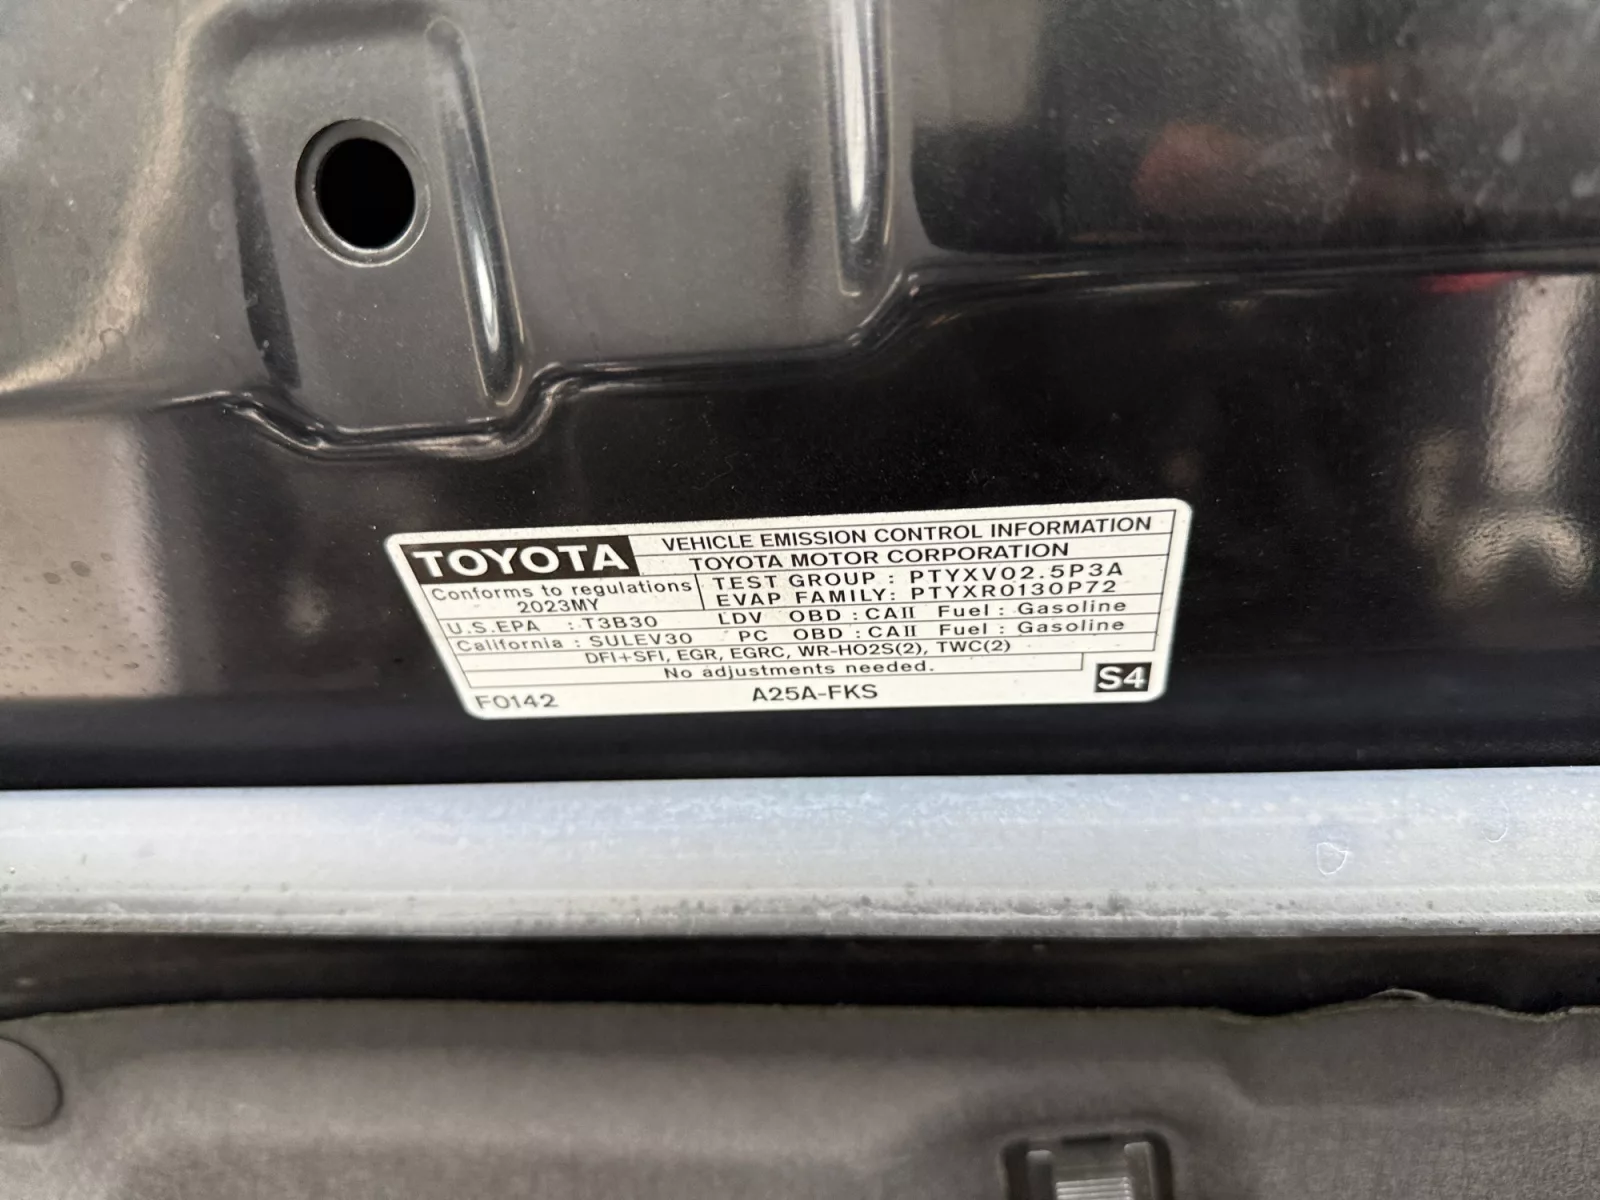 TOYOTA VEHICLE EMISSION CONTROL INFORMATION
TOYOTA MOTOR CORPORATION
Conforms to regulations TEST GROUP : PTYXV02.5P3A
2023MY EVAP FAMILY: PTYXR0130P72
U.S.EPA : T3B30 LDV OBD : CAII Fuel : Gasoline
California : SULEV30 PC OBD : CAII Fuel : Gasoline
DFI+SFI, EGR, EGRC, WR-HO2S(2), TWC(2)
No adjustments needed.
F0142 A25A-FKS S4